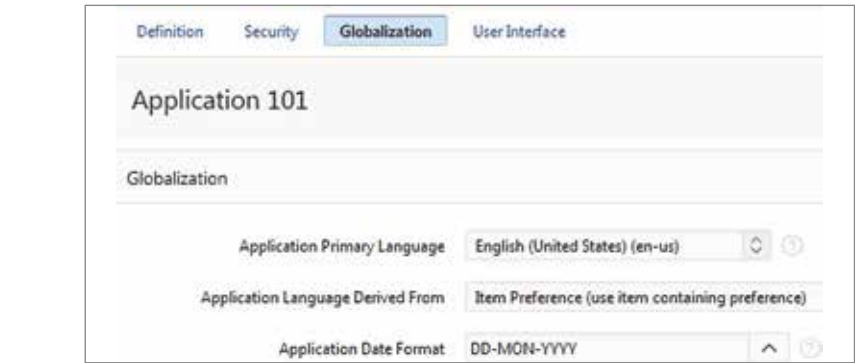 Definition Security Globalization User Interface
Application 101
Globalization
Application Primary Language English (United States) (en-us)
Application Language Derived From Item Preference (use item containing preference)
Application Date Format DD-MON-YYYY